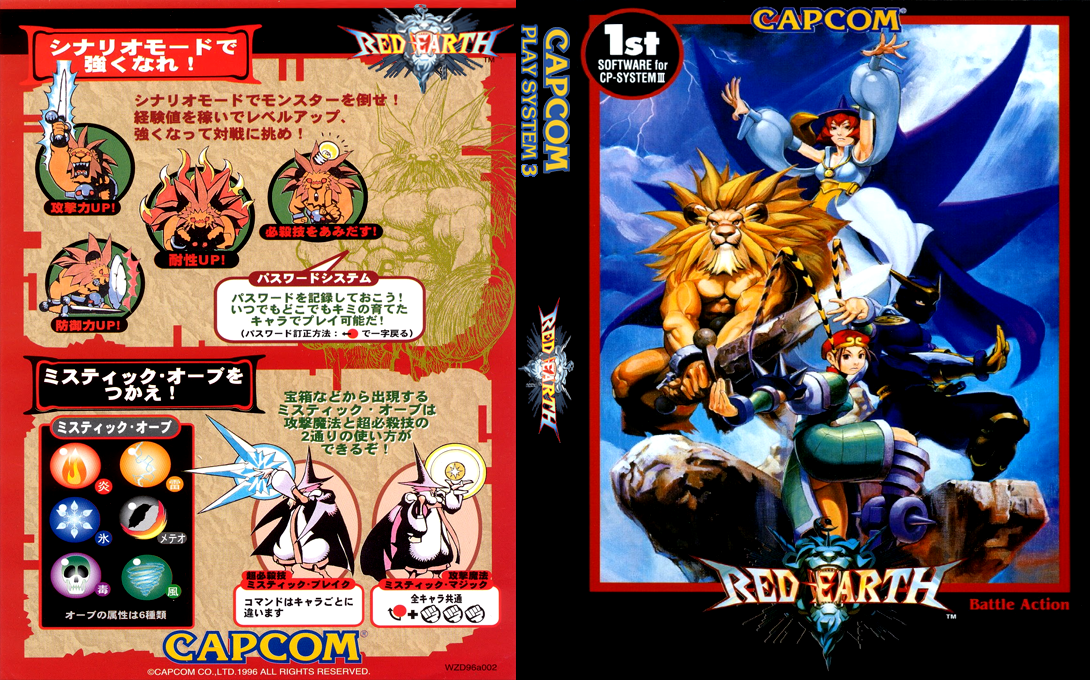 シナリオモードで
強くなれ！
RED EARTH
TM
シナリオモードでモンスターを倒せ！
経験値を稼いでレベルアップ、
強くなって対戦に挑め！
攻撃力UP!
耐性UP!
必殺技をあみだす!
防御力UP!
パスワードシステム
パスワードを記録しておこう!
いつでもどこでもキミの育てた
キャラでプレイ可能だ!
(パスワード訂正方法：←で一字戻る)
ミスティック・オーブを
つかえ！
ミスティック・オーブ
炎
雷
氷
メテオ
毒
風
オーブの属性は6種類
宝箱などから出現する
ミスティック・オーブは
攻撃魔法と超必殺技の
2通りの使い方が
できるぞ！
超必殺技
ミスティック・ブレイク
コマンドはキャラごとに
違います
攻撃魔法
ミスティック・マジック
全キャラ共通
+
CAPCOM®
©CAPCOM CO.,LTD.1996 ALL RIGHTS RESERVED.
WZD96a002
CAPCOM
PLAY SYSTEM 3
RED EARTH
1st
SOFTWARE for
CP-SYSTEMⅢ
CAPCOM®
RED EARTH
TM
Battle Action